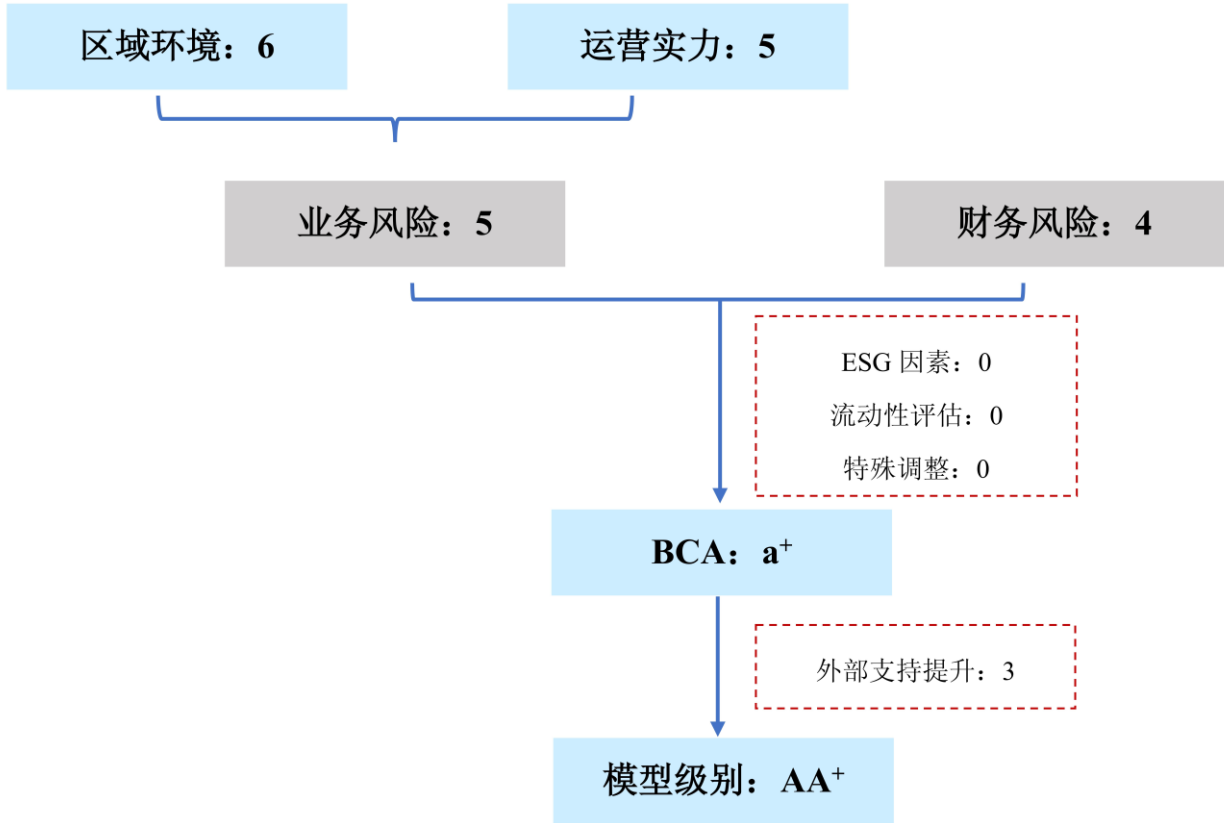 区域环境：6
运营实力：5
业务风险：5
财务风险：4
ESG 因素：0
流动性评估：0
特殊调整：0
BCA：a⁺
外部支持提升：3
模型级别：AA⁺